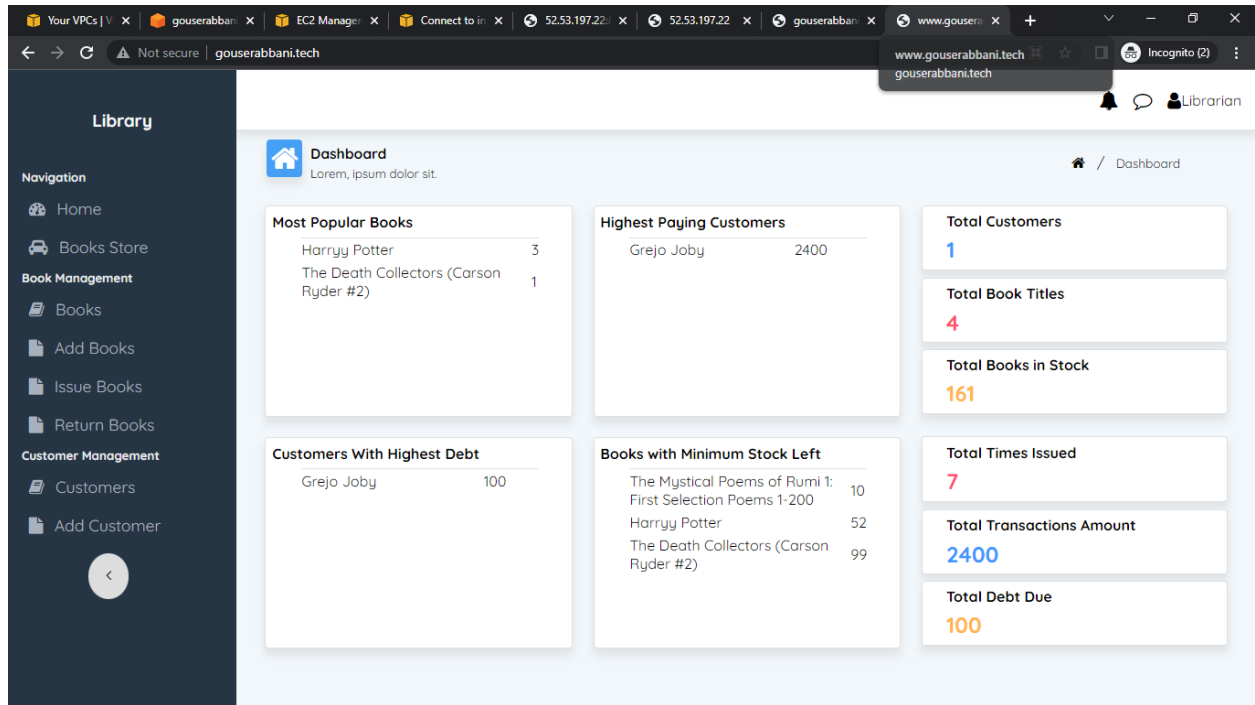 Your VPCs | V
gouserabbani
EC2 Managem
Connect to in
52.53.197.22:
52.53.197.22
gouserabbani
www.gousera
Not secure | gouserabbani.tech
Incognito (2)
www.gouserabbani.tech
gouserabbani.tech
Librarian
Library
Navigation
Home
Books Store
Book Management
Books
Add Books
Issue Books
Return Books
Customer Management
Customers
Add Customer
Dashboard
Lorem, ipsum dolor sit.
/ Dashboard
Most Popular Books
Harryy Potter 3
The Death Collectors (Carson
Ryder #2) 1
Highest Paying Customers
Grejo Joby 2400
Total Customers
1
Total Book Titles
4
Total Books in Stock
161
Customers With Highest Debt
Grejo Joby 100
Books with Minimum Stock Left
The Mystical Poems of Rumi 1:
First Selection Poems 1-200 10
Harryy Potter 52
The Death Collectors (Carson
Ryder #2) 99
Total Times Issued
7
Total Transactions Amount
2400
Total Debt Due
100